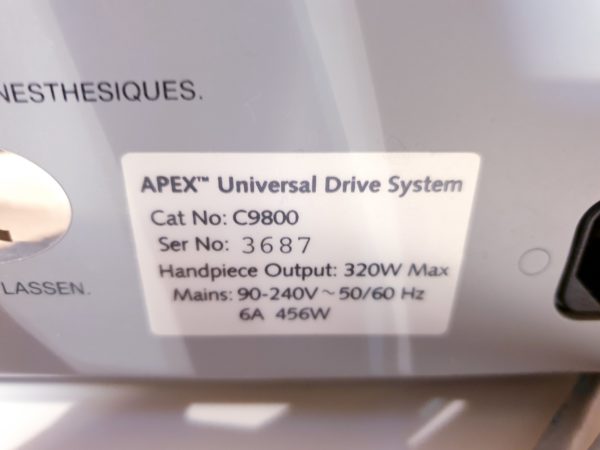 NESTHESIQUES.
APEX™ Universal Drive System
Cat No: C9800
Ser No: 3687
Handpiece Output: 320W Max
Mains: 90-240V ~ 50/60 Hz
6A 456W
LASSEN.